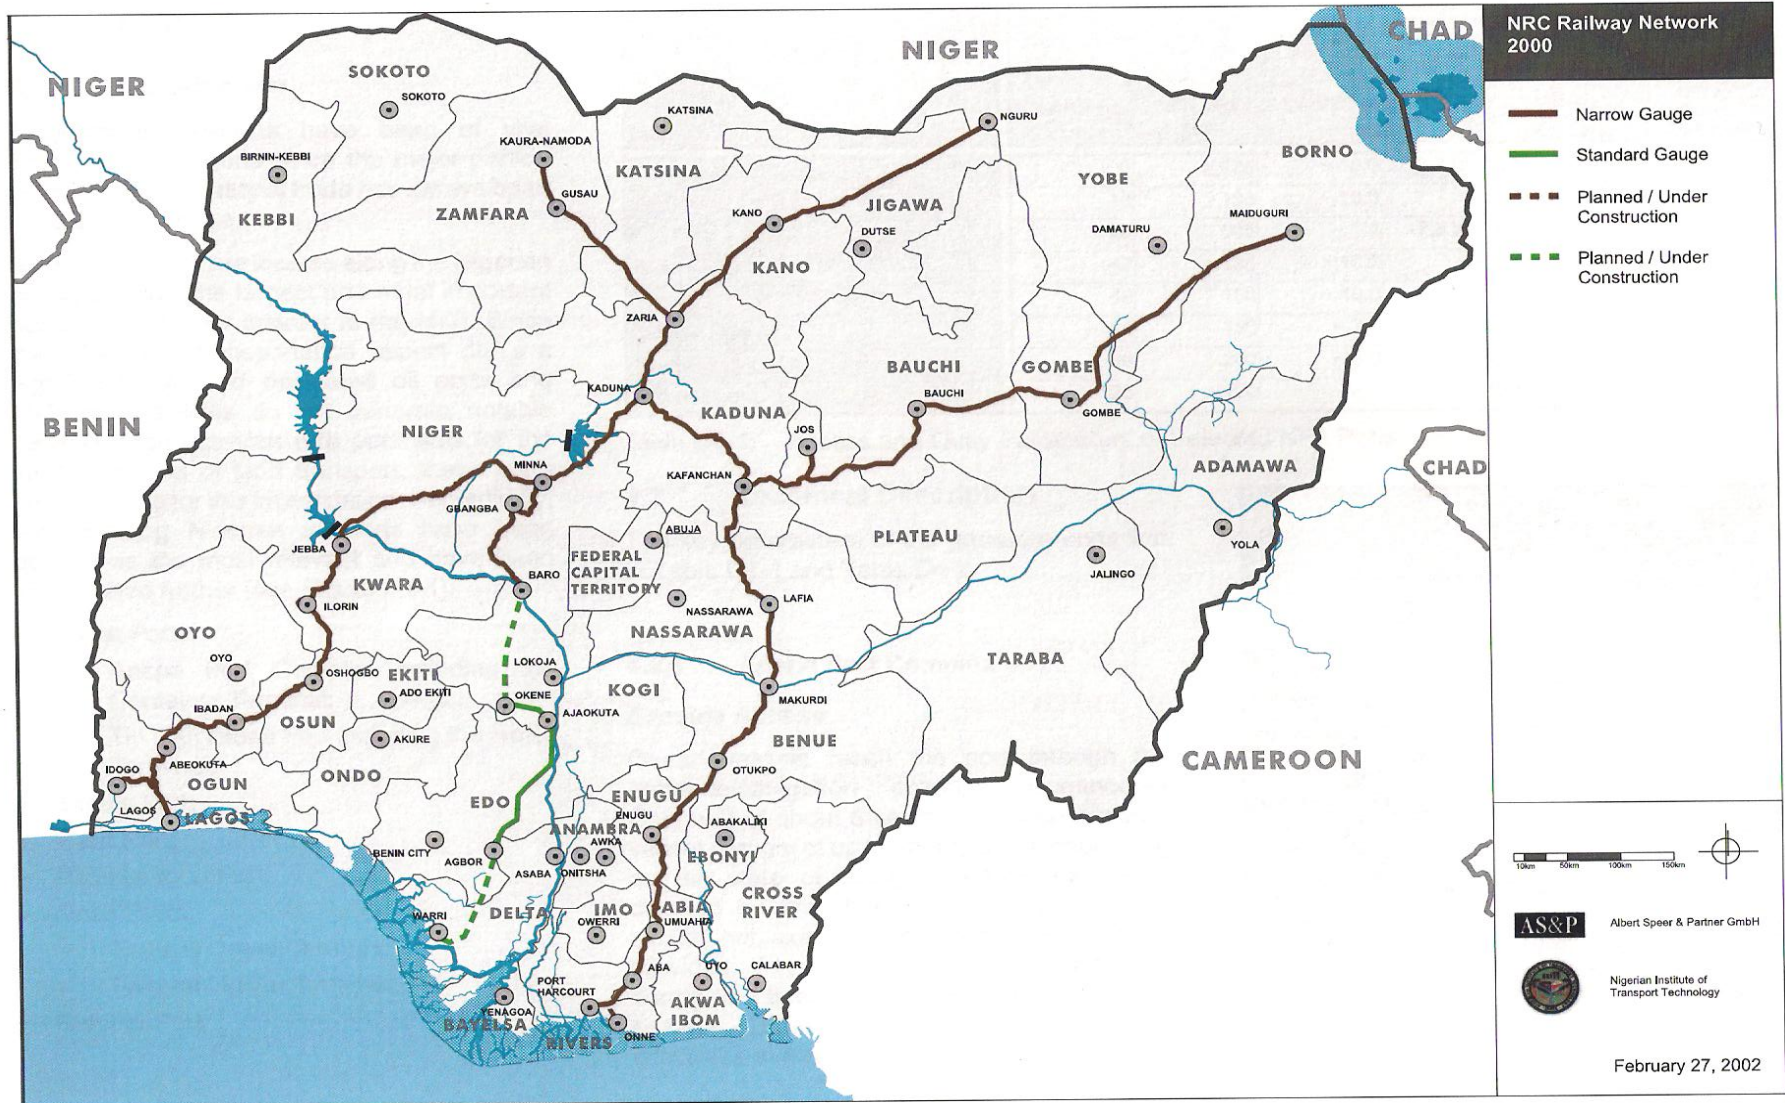 NRC Railway Network
2000
Narrow Gauge
Standard Gauge
Planned / Under
Construction
Planned / Under
Construction
NIGER
CHAD
SOKOTO
NIGER
SOKOTO
KATSINA
NGURU
KAURA-NAMODA
BIRNIN-KEBBI
BORNO
KATSINA
YOBE
GUSAU
KEBBI
ZAMFARA
KANO
JIGAWA
MAIDUGURI
DUTSE
DAMATURU
KANO
ZARIA
BAUCHI
GOMBE
KADUNA
BAUCHI
KADUNA
GOMBE
BENIN
NIGER
JOS
MINNA
KAFANCHAN
ADAMAWA
CHAD
GBANGBA
ABUJA
PLATEAU
JEBBA
FEDERAL
CAPITAL
TERRITORY
YOLA
JALINGO
BARO
KWARA
ILORIN
NASSARAWA
LAFIA
OYO
NASSARAWA
OYO
LOKOJA
TARABA
OSHOGBO
EKITI
ADO EKITI
OKENE
KOGI
MAKURDI
IBADAN
OSUN
AJAOKUTA
AKURE
BENUE
ABEOKUTA
IDOGO
OGUN
ONDO
OTUKPO
CAMEROON
EDO
ENUGU
LAGOS
LAGOS
ENUGU
ABAKALIKI
ANAMBRA
AWKA
BENIN CITY
AGBOR
EBONYI
ASABA
ONITSHA
CROSS
RIVER
WARRI
DELTA
IMO
ABIA
OWERRI
UMUAHIA
ABA
UYO
CALABAR
PORT
HARCOURT
AKWA
IBOM
YENAGOA
BAYELSA
ONNE
RIVERS
10km
50km
100km
150km
AS&P
Albert Speer & Partner GmbH
Nigerian Institute of
Transport Technology
February 27, 2002